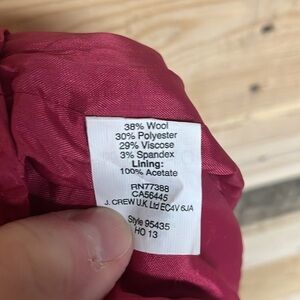 38% Wool
30% Polyester
29% Viscose
3% Spandex
Lining:
100% Acetate
RN77388
CA56445
J. CREW U.K. Ltd EC4V 6JA
Style 95435
HO 13